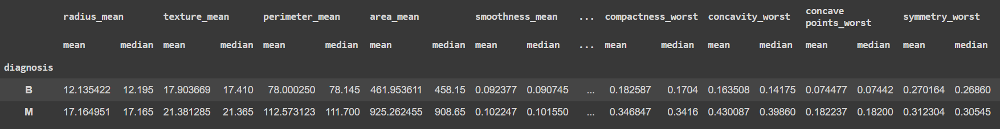 radius_mean texture_mean perimeter_mean area_mean smoothness_mean ... compactness_worst concavity_worst concave points_worst symmetry_worst
mean median mean median mean median mean median mean median ... mean median mean median mean median mean median
diagnosis
B 12.135422 12.195 17.903669 17.410 78.000250 78.145 461.953611 458.15 0.092377 0.090745 ... 0.182587 0.1704 0.163508 0.14175 0.074477 0.07442 0.270164 0.26860
M 17.164951 17.165 21.381285 21.365 112.573123 111.700 925.262455 908.65 0.102247 0.101550 ... 0.346847 0.3416 0.430087 0.39860 0.182237 0.18200 0.312304 0.30545